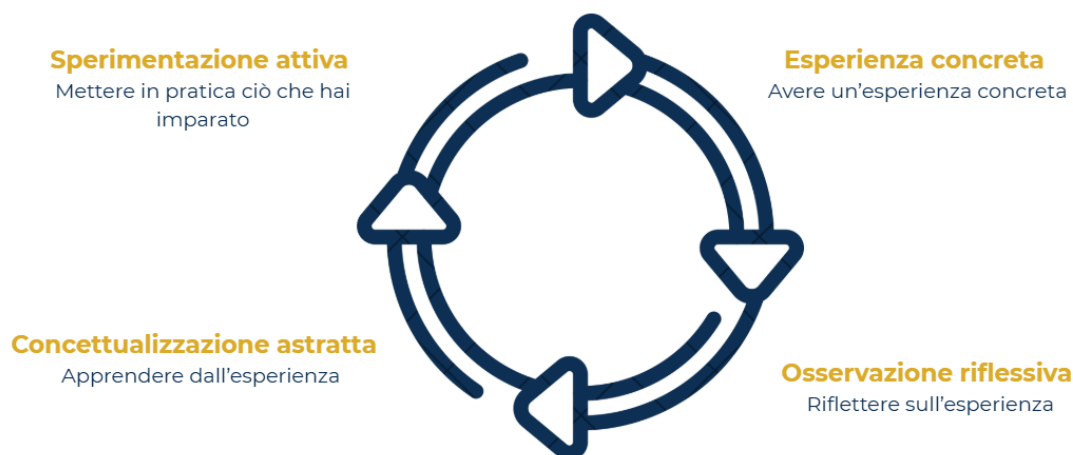 Sperimentazione attiva
Mettere in pratica ciò che hai
imparato
Esperienza concreta
Avere un'esperienza concreta
Concettualizzazione astratta
Apprendere dall'esperienza
Osservazione riflessiva
Riflettere sull'esperienza